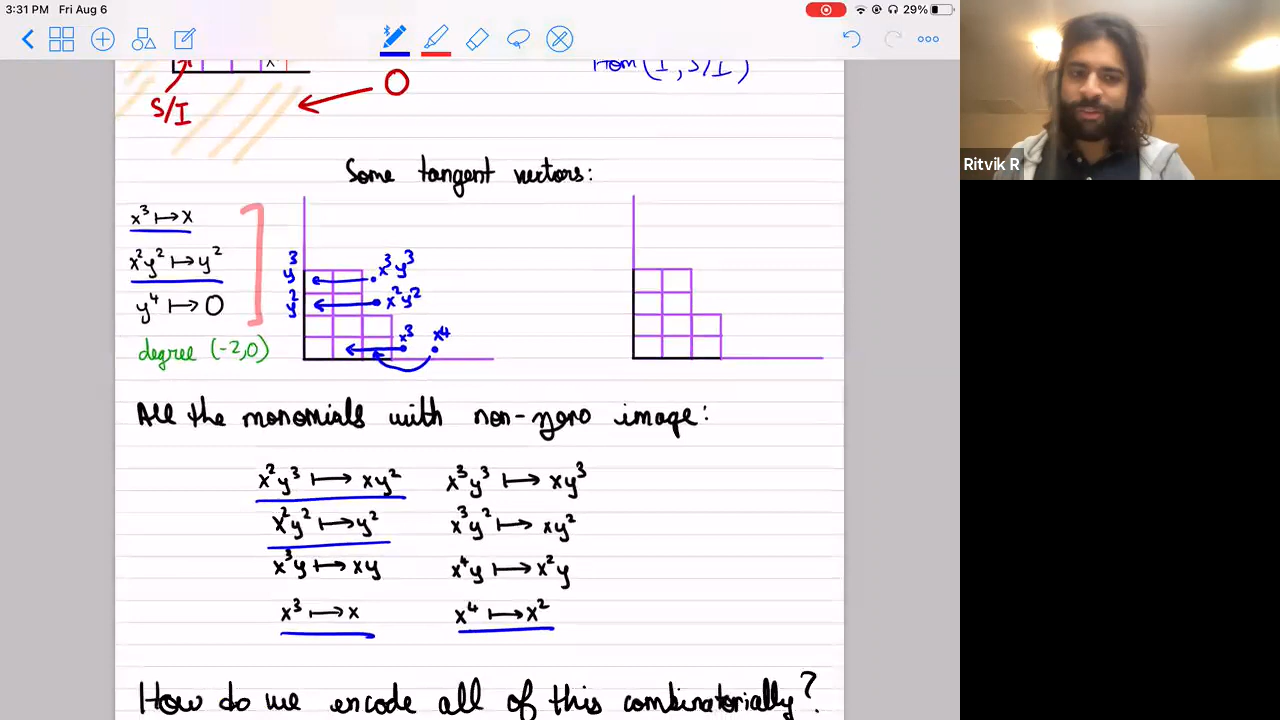 3:31 PM Fri Aug 6
29%
Hom(I, S/I)
x
0
S/I
Ritvik R
Some tangent vectors:
x³ ↦ x
x²y² ↦ y²
y⁴ ↦ 0
degree (-2,0)
y³
x³y³
y²
x²y²
x³
x⁴
All the monomials with non-zero image:
x²y³ ↦ xy² x³y³ ↦ xy³
x²y² ↦ y² x³y² ↦ xy²
x³y ↦ xy x⁴y ↦ x²y
x³ ↦ x x⁴ ↦ x²
How do we encode all of this combinatorially?